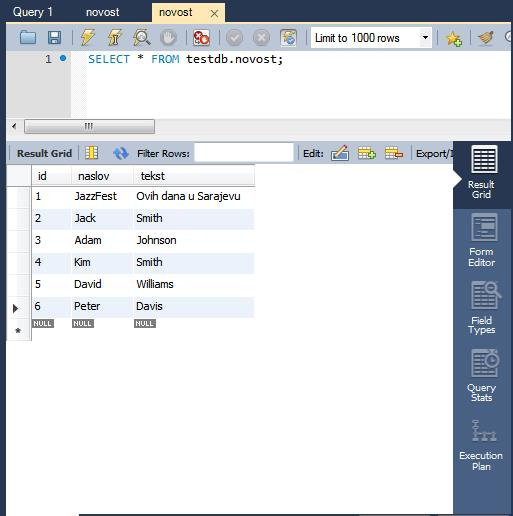 Query 1 novost novost
Limit to 1000 rows
1 SELECT * FROM testdb.novost;
Result Grid Filter Rows: Edit: Export/I
id naslov tekst
1 JazzFest Ovih dana u Sarajevu
2 Jack Smith
3 Adam Johnson
4 Kim Smith
5 David Williams
6 Peter Davis
NULL NULL NULL
Result
Grid
Form
Editor
Field
Types
Query
Stats
Execution
Plan